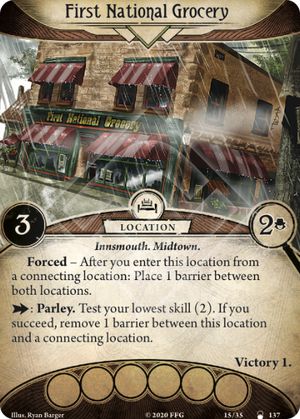 First National Grocery
First National Grocery
3
LOCATION
2
Innsmouth. Midtown.
Forced – After you enter this location from
a connecting location: Place 1 barrier between
both locations.
: Parley. Test your lowest skill (2). If you
succeed, remove 1 barrier between this location
and a connecting location.
Victory 1.
Illus. Ryan Barger
© 2020 FFG
15/35
137